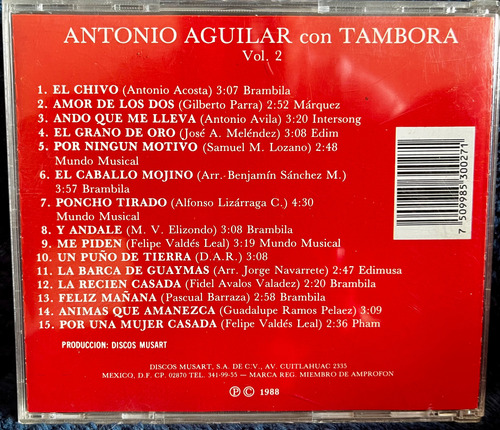 ANTONIO AGUILAR con TAMBORA
Vol. 2
1. EL CHIVO (Antonio Acosta) 3:07 Brambila
2. AMOR DE LOS DOS (Gilberto Parra) 2:52 Márquez
3. ANDO QUE ME LLEVA (Antonio Avila) 3:20 Intersong
4. EL GRANO DE ORO (José A. Meléndez) 3:08 Edim
5. POR NINGUN MOTIVO (Samuel M. Lozano) 2:48
Mundo Musical
6. EL CABALLO MOJINO (Arr.- Benjamín Sánchez M.)
3:57 Brambila
7. PONCHO TIRADO (Alfonso Lizárraga C.) 4:30
Mundo Musical
8. Y ANDALE (M. V. Elizondo) 3:08 Brambila
9. ME PIDEN (Felipe Valdés Leal) 3:19 Mundo Musical
10. UN PUÑO DE TIERRA (D.A.R.) 3:08
11. LA BARCA DE GUAYMAS (Arr. Jorge Navarrete) 2:47 Edimusa
12. LA RECIEN CASADA (Fidel Avalos Valadez) 2:20 Brambila
13. FELIZ MAÑANA (Pascual Barraza) 2:58 Brambila
14. ANIMAS QUE AMANEZCA (Guadalupe Ramos Pelaez) 3:09
15. POR UNA MUJER CASADA (Felipe Valdés Leal) 2:36 Pham
PRODUCCION: DISCOS MUSART
DISCOS MUSART, S.A. DE C.V., AV. CUITLAHUAC 2335
MEXICO, D.F. CP. 02870 TEL. 341-99-55 — MARCA REG. MIEMBRO DE AMPROFON
Ⓟ © 1988
7 509985 300271